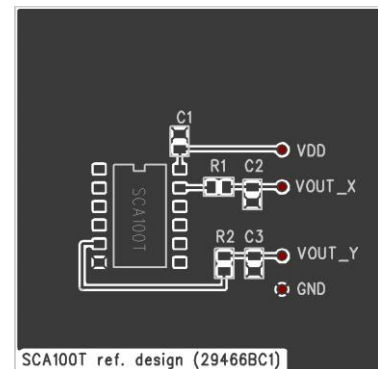 C1
VDD
R1 C2
VOUT_X
SCA100T
R2 C3
VOUT_Y
GND
SCA100T ref. design (29466BC1)